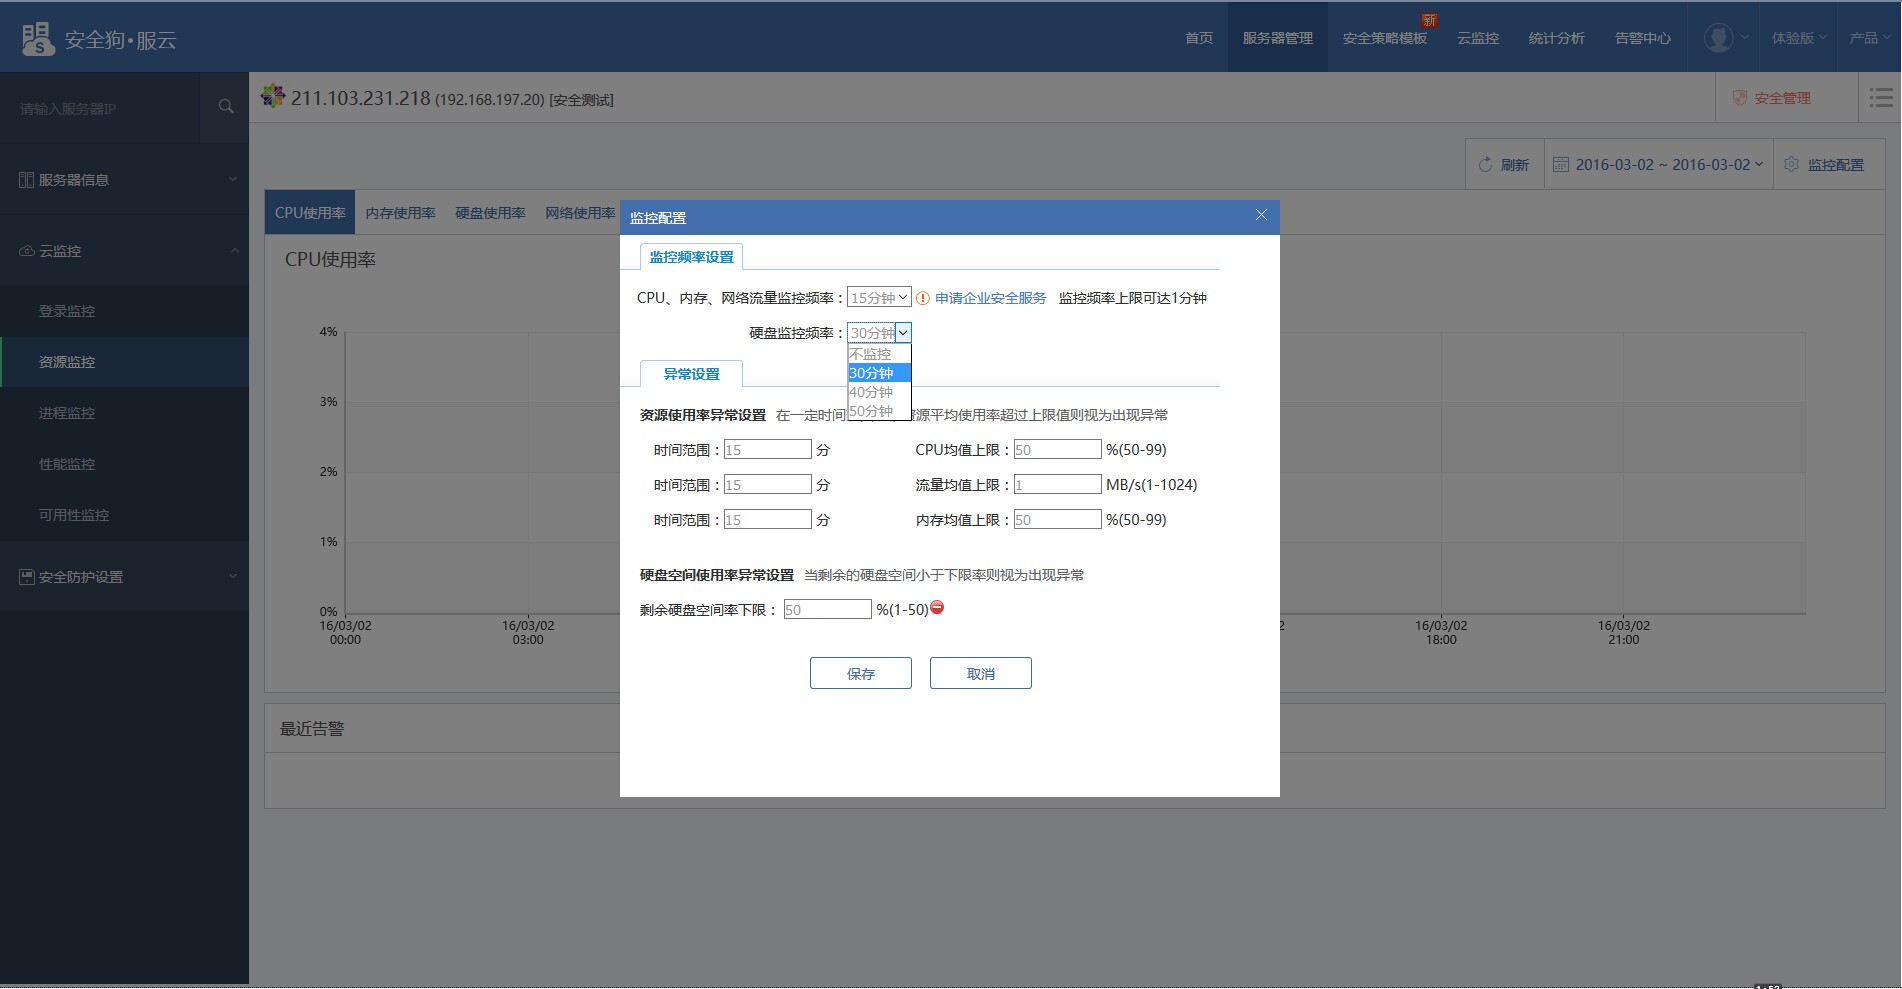 安全狗•服云
首页
服务器管理
安全策略模板
新
云监控
统计分析
告警中心
体验版
产品
请输入服务器IP
211.103.231.218 (192.168.197.20) [安全测试]
安全管理
服务器信息
云监控
登录监控
资源监控
进程监控
性能监控
可用性监控
安全防护设置
刷新
2016-03-02 ~ 2016-03-02
监控配置
CPU使用率
内存使用率
硬盘使用率
网络使用率
CPU使用率
4%
3%
2%
1%
0%
16/03/02
00:00
16/03/02
03:00
2
16/03/02
18:00
16/03/02
21:00
最近告警
监控配置
监控频率设置
CPU、内存、网络流量监控频率：
15分钟
申请企业安全服务
监控频率上限可达1分钟
硬盘监控频率：
30分钟
不监控
30分钟
40分钟
50分钟
异常设置
资源使用率异常设置 在一定时间
源平均使用率超过上限值则视为出现异常
时间范围：15 分
CPU均值上限：50 %(50-99)
时间范围：15 分
流量均值上限：1 MB/s(1-1024)
时间范围：15 分
内存均值上限：50 %(50-99)
硬盘空间使用率异常设置 当剩余的硬盘空间小于下限率则视为出现异常
剩余硬盘空间率下限：50 %(1-50)
保存
取消